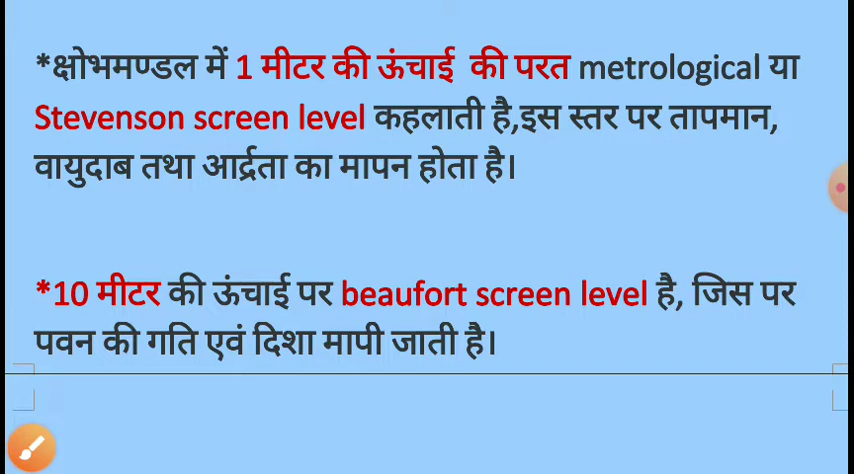 *क्षोभमण्डल में 1 मीटर की ऊंचाई की परत metrological या
Stevenson screen level कहलाती है,इस स्तर पर तापमान,
वायुदाब तथा आर्द्रता का मापन होता है।
*10 मीटर की ऊंचाई पर beaufort screen level है, जिस पर
पवन की गति एवं दिशा मापी जाती है।